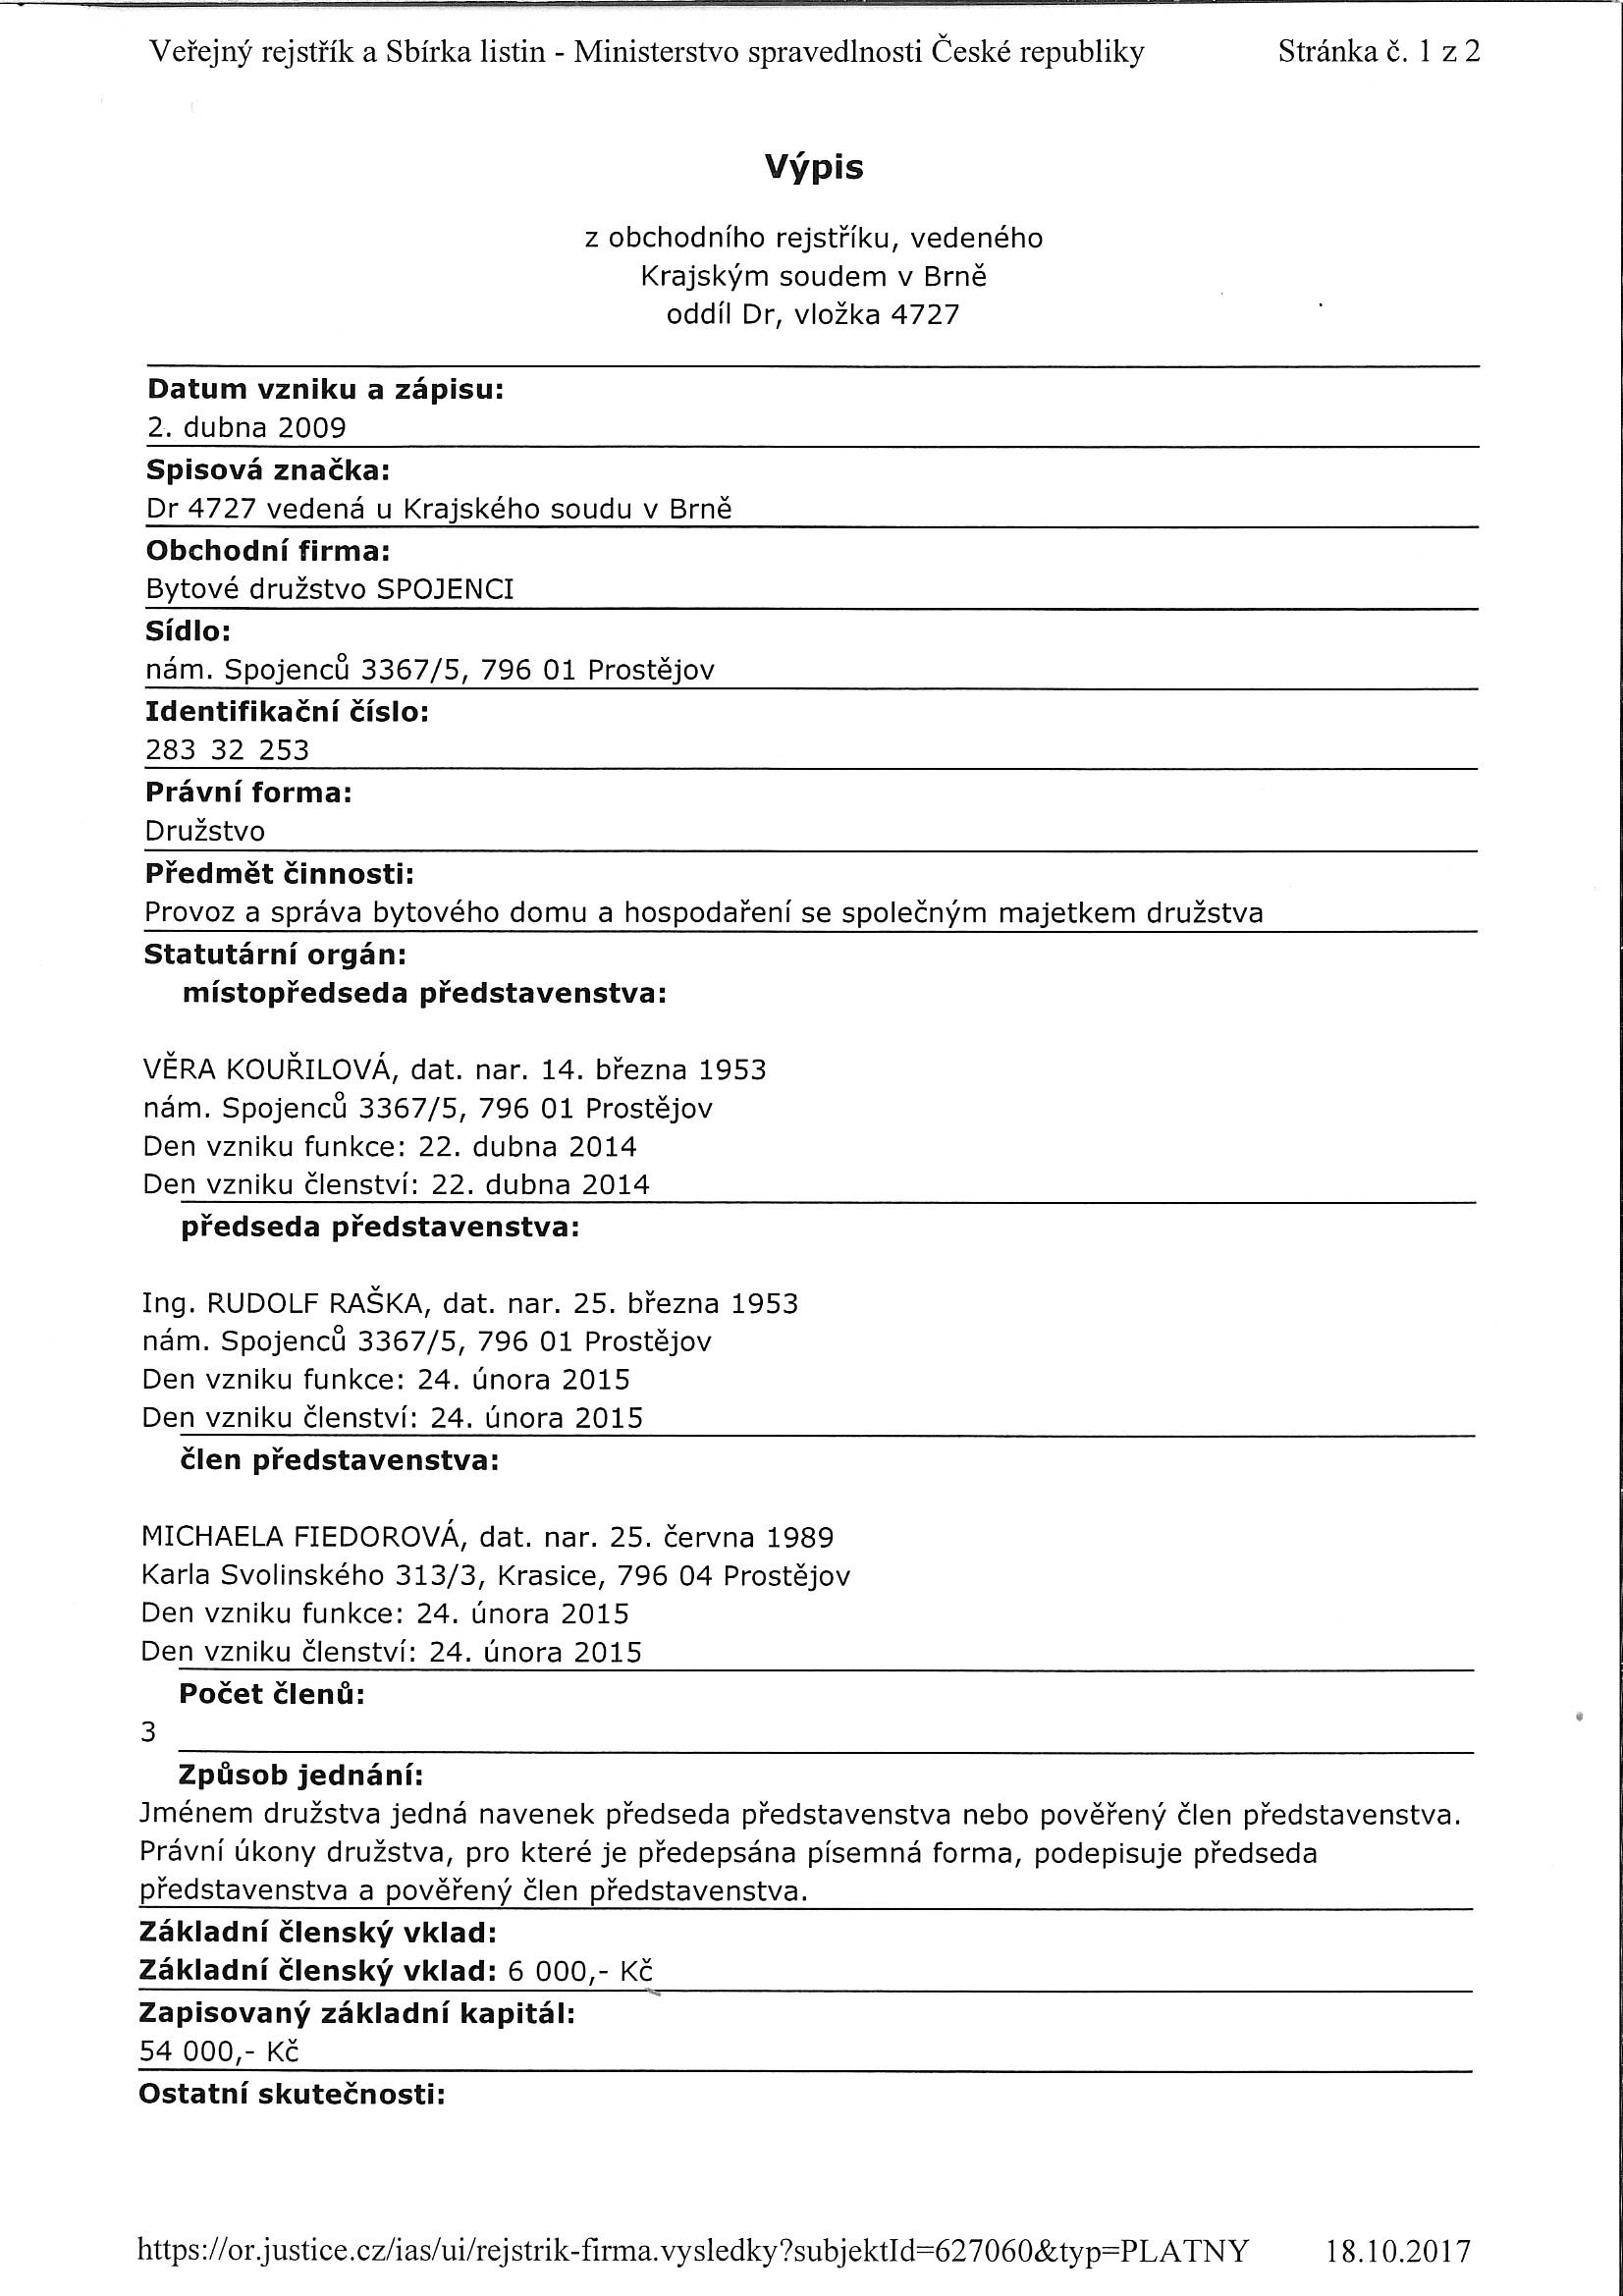 Veřejný rejstřík a Sbírka listin - Ministerstvo spravedlnosti České republiky Stránka č. 1 z 2
Výpis
z obchodního rejstříku, vedeného
Krajským soudem v Brně
oddíl Dr, vložka 4727
Datum vzniku a zápisu:
2. dubna 2009
Spisová značka:
Dr 4727 vedená u Krajského soudu v Brně
Obchodní firma:
Bytové družstvo SPOJENCI
Sídlo:
nám. Spojenců 3367/5, 796 01 Prostějov
Identifikační číslo:
283 32 253
Právní forma:
Družstvo
Předmět činnosti:
Provoz a správa bytového domu a hospodaření se společným majetkem družstva
Statutární orgán:
místopředseda představenstva:
VĚRA KOUŘILOVÁ, dat. nar. 14. března 1953
nám. Spojenců 3367/5, 796 01 Prostějov
Den vzniku funkce: 22. dubna 2014
Den vzniku členství: 22. dubna 2014
předseda představenstva:
Ing. RUDOLF RAŠKA, dat. nar. 25. března 1953
nám. Spojenců 3367/5, 796 01 Prostějov
Den vzniku funkce: 24. února 2015
Den vzniku členství: 24. února 2015
člen představenstva:
MICHAELA FIEDOROVÁ, dat. nar. 25. června 1989
Karla Svolinského 313/3, Krasice, 796 04 Prostějov
Den vzniku funkce: 24. února 2015
Den vzniku členství: 24. února 2015
Počet členů:
3
Způsob jednání:
Jménem družstva jedná navenek předseda představenstva nebo pověřený člen představenstva.
Právní úkony družstva, pro které je předepsána písemná forma, podepisuje předseda
představenstva a pověřený člen představenstva.
Základní členský vklad:
Základní členský vklad: 6 000,- Kč
Zapisovaný základní kapitál:
54 000,- Kč
Ostatní skutečnosti:
https://or.justice.cz/ias/ui/rejstrik-firma.vysledky?subjektId=627060&typ=PLATNY 18.10.2017